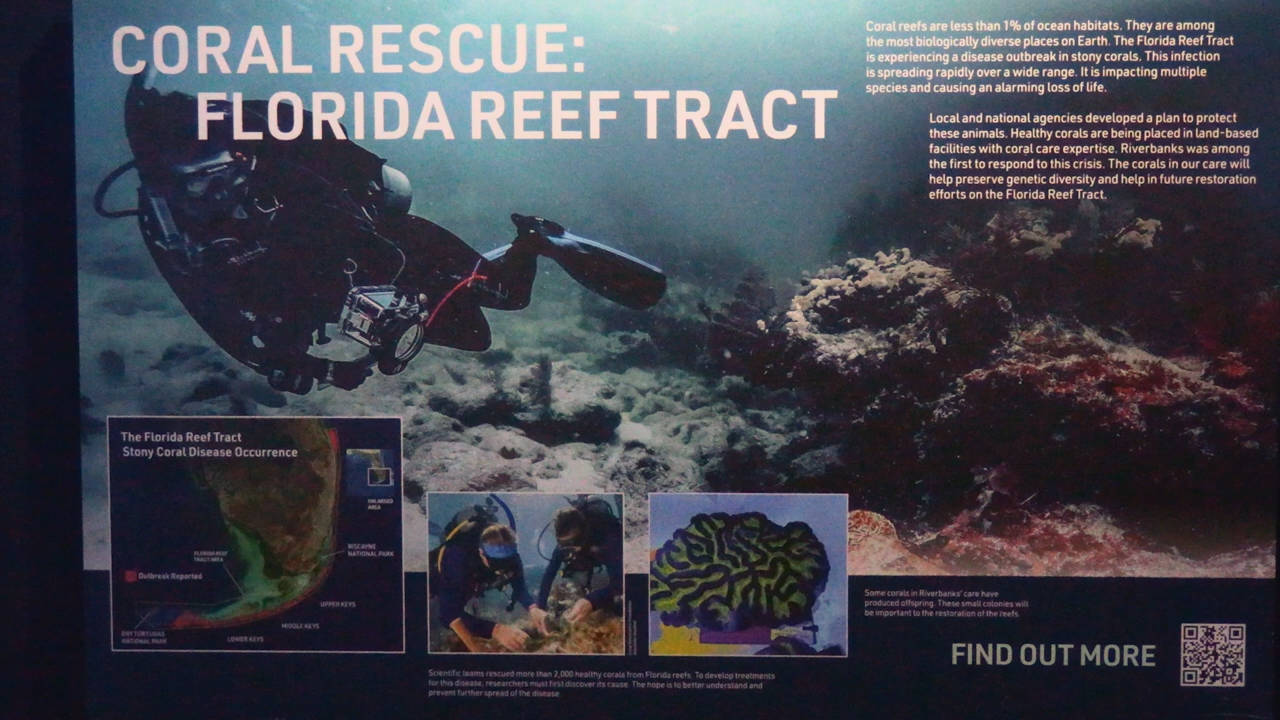 CORAL RESCUE:
FLORIDA REEF TRACT
Coral reefs are less than 1% of ocean habitats. They are among
the most biologically diverse places on Earth. The Florida Reef Tract
is experiencing a disease outbreak in stony corals. This infection
is spreading rapidly over a wide range. It is impacting multiple
species and causing an alarming loss of life.
Local and national agencies developed a plan to protect
these animals. Healthy corals are being placed in land-based
facilities with coral care expertise. Riverbanks was among
the first to respond to this crisis. The corals in our care will
help preserve genetic diversity and help in future restoration
efforts on the Florida Reef Tract.
The Florida Reef Tract
Stony Coral Disease Occurrence
ENLARGED
AREA
FLORIDA REEF
TRACT AREA
BISCAYNE
NATIONAL PARK
Outbreak Reported
UPPER KEYS
MIDDLE KEYS
LOWER KEYS
DRY TORTUGAS
NATIONAL PARK
Scientific teams rescued more than 2,000 healthy corals from Florida reefs. To develop treatments
for this disease, researchers must first discover its cause. The hope is to better understand and
prevent further spread of the disease.
Some corals in Riverbanks' care have
produced offspring. These small colonies will
be important to the restoration of the reefs.
FIND OUT MORE